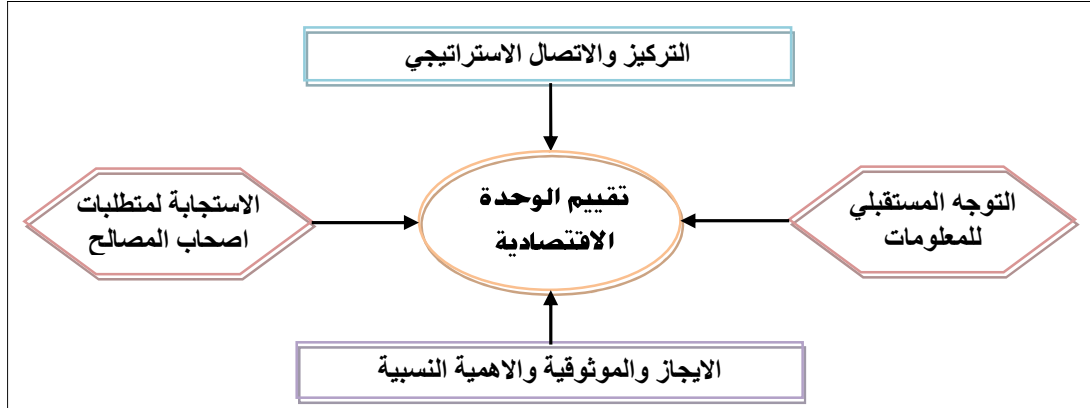 التركيز والاتصال الاستراتيجي
التوجه المستقبلي
للمعلومات
تقييم الوحدة
الاقتصادية
الاستجابة لمتطلبات
اصحاب المصالح
الايجاز والموثوقية والاهمية النسبية